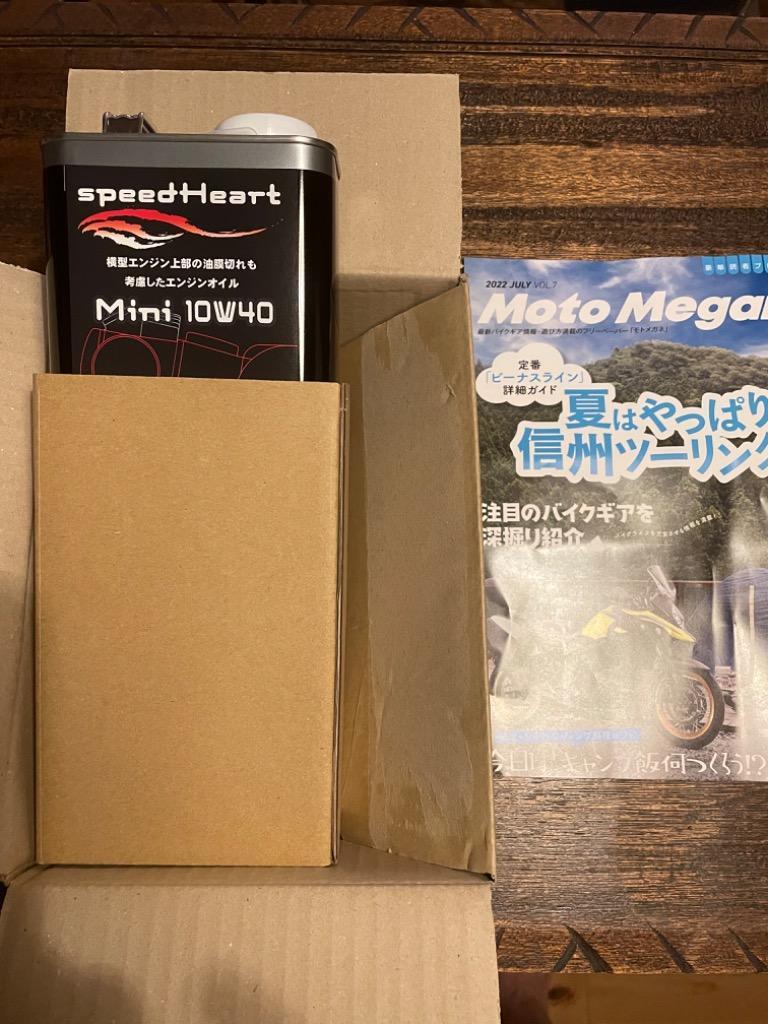 speedHeart
模型エンジン上部の油膜切れも
考慮したエンジンオイル
Mini 10W40
2022 JULY VOL.7
Moto Megan
最新バイクギア情報・遊び方満載のフリーペーパー「モトメガネ」
定番
「ビーナスライン」
詳細ガイド
夏はやっぱり
信州ツーリング
注目のバイクギアを
深掘り紹介
今日は、キャンプ飯何つくろう!?